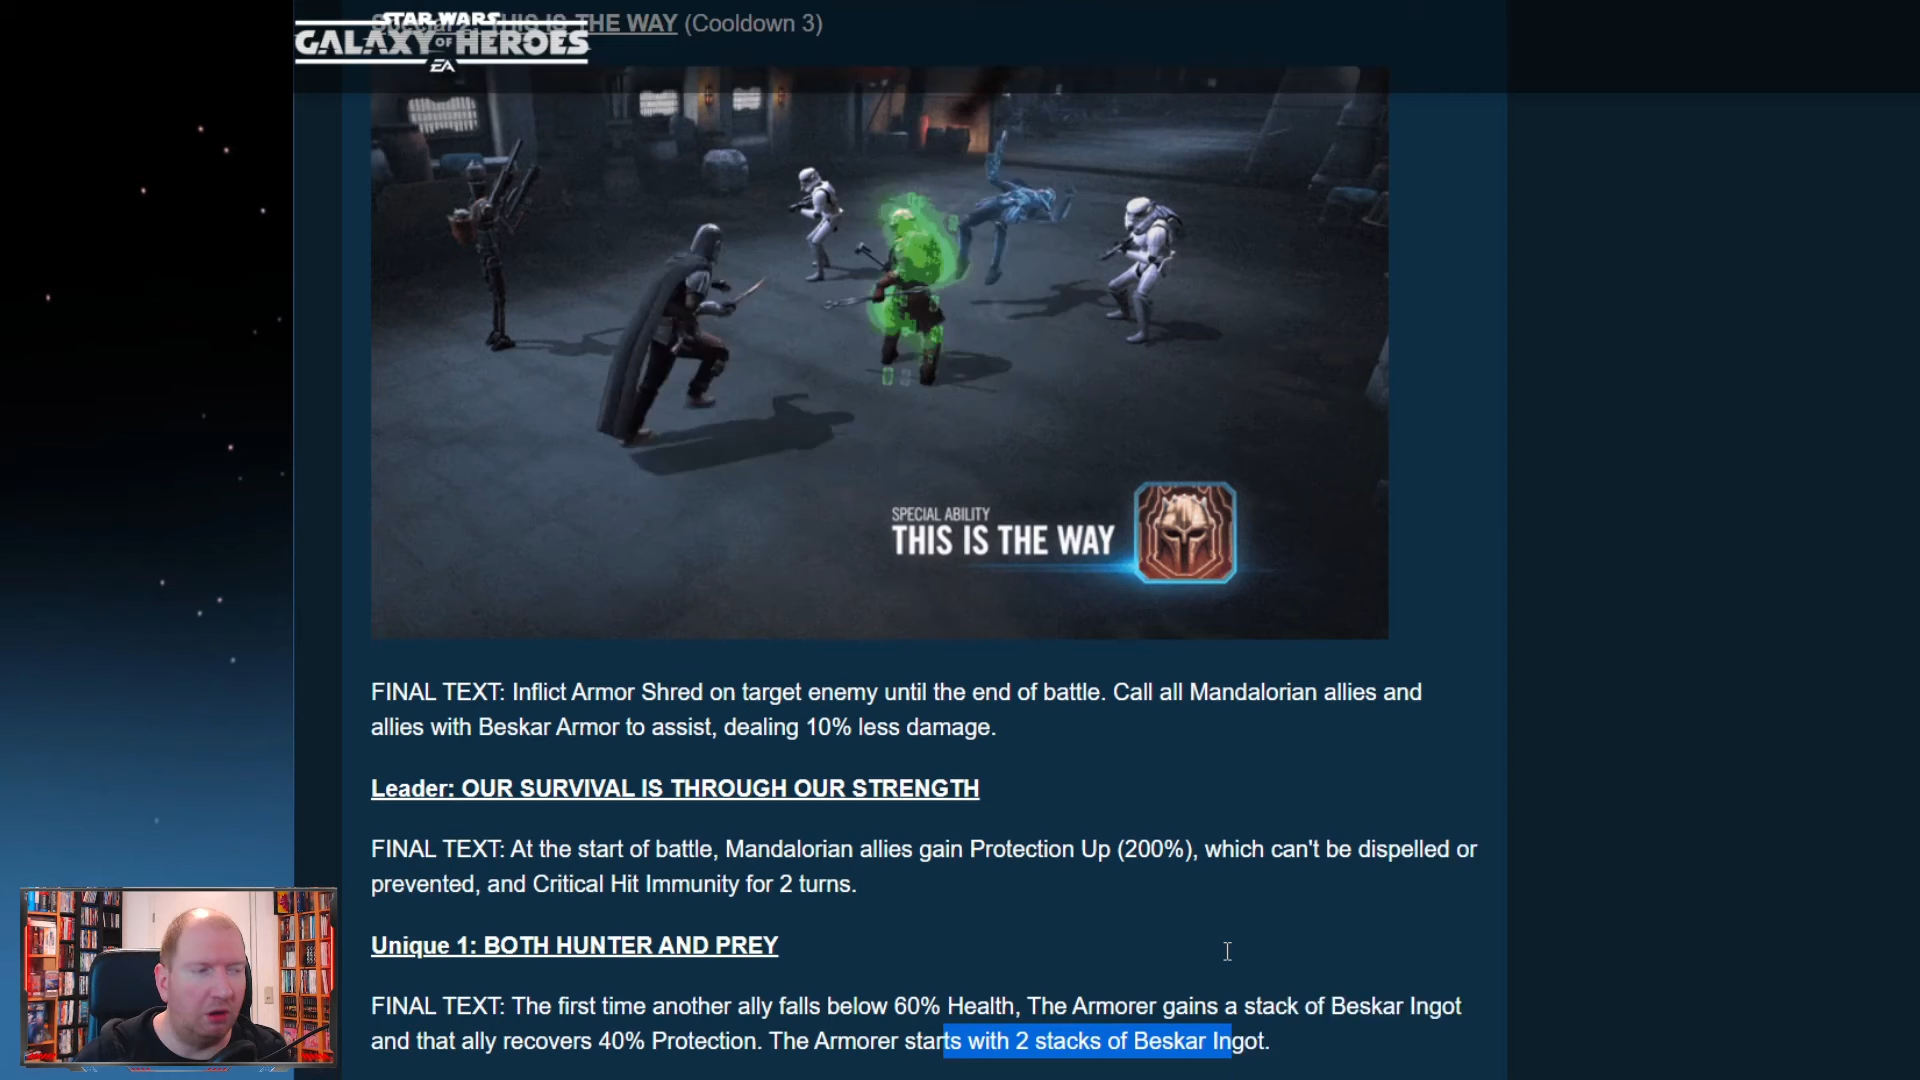 Special 2: THIS IS THE WAY (Cooldown 3)
STAR WARS
GALAXY OF HEROES
EA
SPECIAL ABILITY
THIS IS THE WAY
FINAL TEXT: Inflict Armor Shred on target enemy until the end of battle. Call all Mandalorian allies and
allies with Beskar Armor to assist, dealing 10% less damage.
Leader: OUR SURVIVAL IS THROUGH OUR STRENGTH
FINAL TEXT: At the start of battle, Mandalorian allies gain Protection Up (200%), which can't be dispelled or
prevented, and Critical Hit Immunity for 2 turns.
Unique 1: BOTH HUNTER AND PREY
FINAL TEXT: The first time another ally falls below 60% Health, The Armorer gains a stack of Beskar Ingot
and that ally recovers 40% Protection. The Armorer starts with 2 stacks of Beskar Ingot.